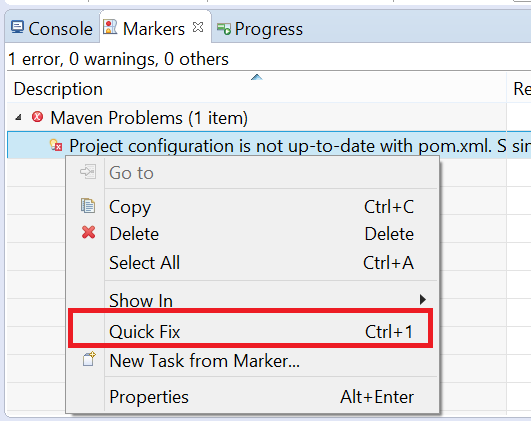 Console Markers Progress
1 error, 0 warnings, 0 others
Description Re
Maven Problems (1 item)
Project configuration is not up-to-date with pom.xml. S sin
Go to
Copy Ctrl+C
Delete Delete
Select All Ctrl+A
Show In
Quick Fix Ctrl+1
New Task from Marker...
Properties Alt+Enter